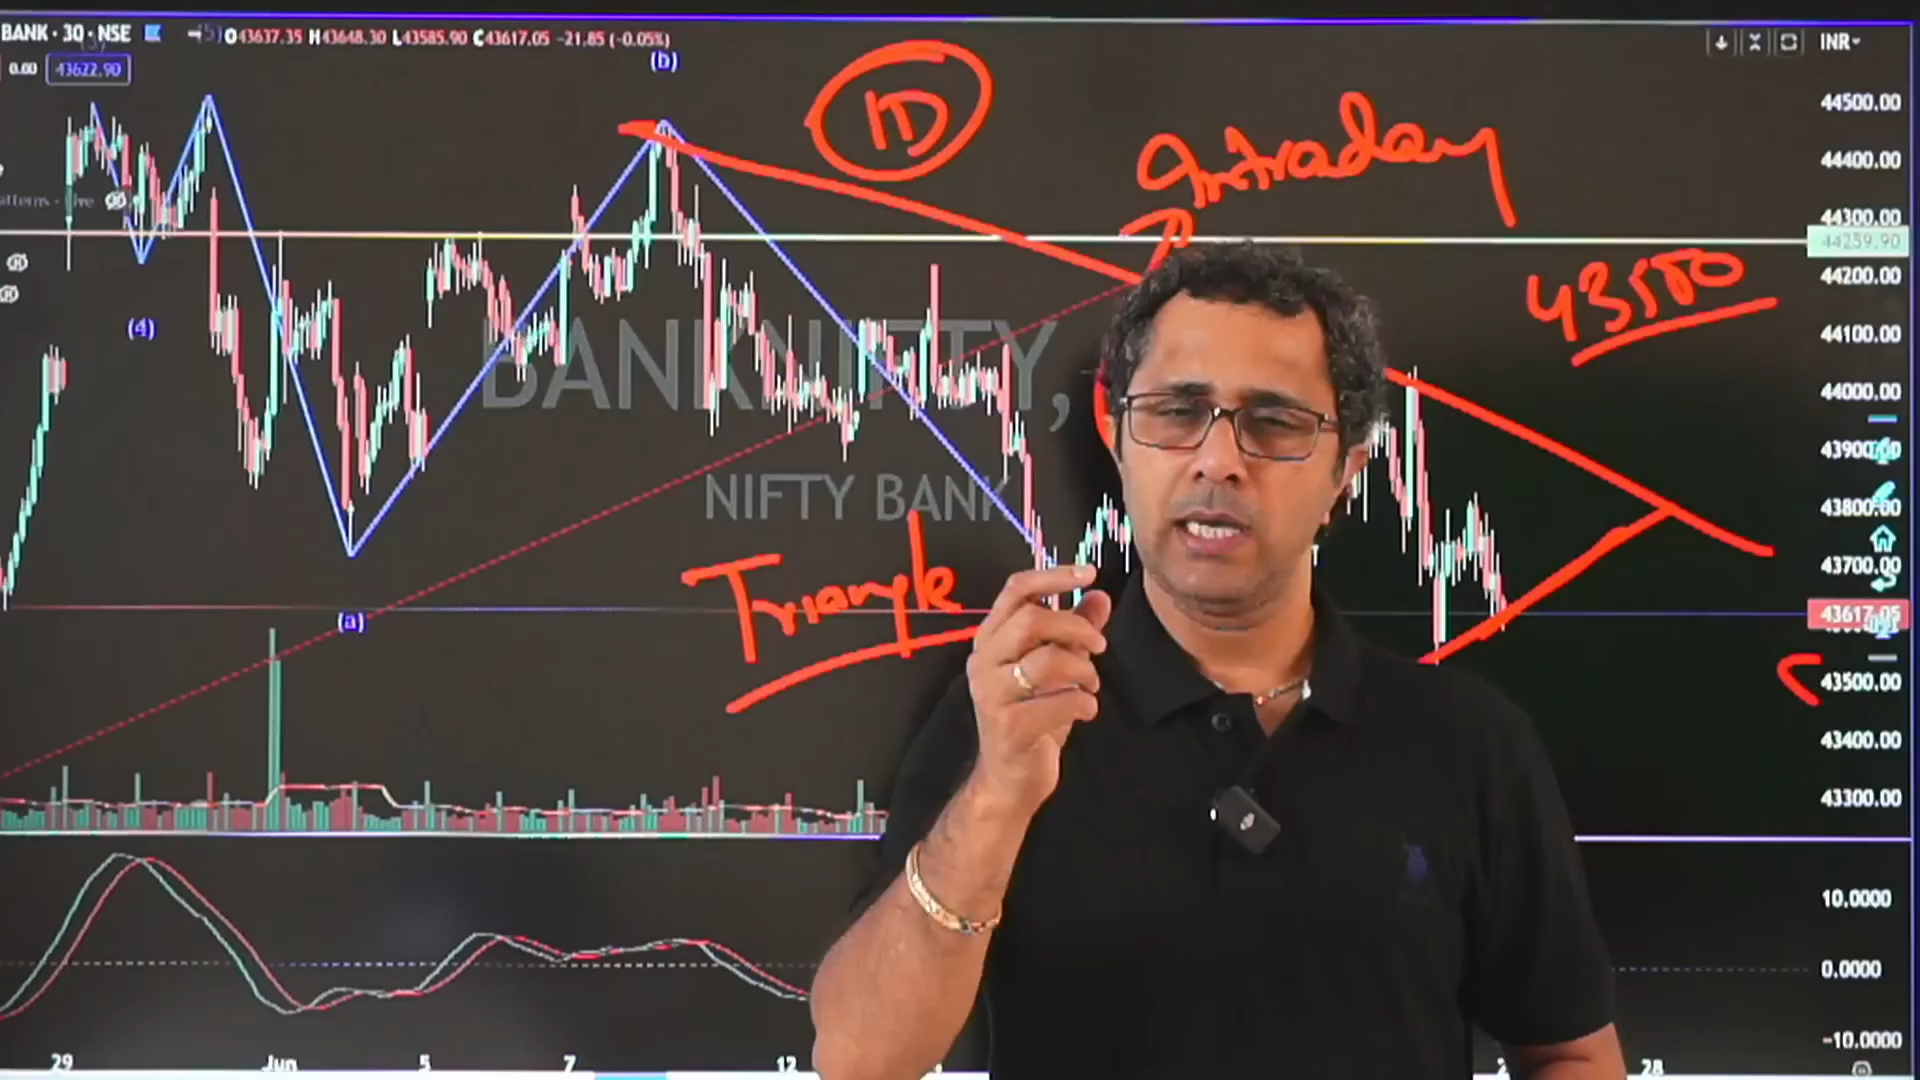 BANK · 30 · NSE
O43637.35 H43648.30 L43585.90 C43617.05 -21.85 (-0.05%)
0.00 43622.90
(5)
(b)
INR
1D
Intraday
43500
(4)
BANKNIFTY,
NIFTY BANK
Triangle
(a)
44500.00
44400.00
44300.00
44259.90
44200.00
44100.00
44000.00
43900.00
43800.00
43700.00
43617.05
43500.00
43400.00
43300.00
10.0000
0.0000
-10.0000
29 Jun 5 7 12 28